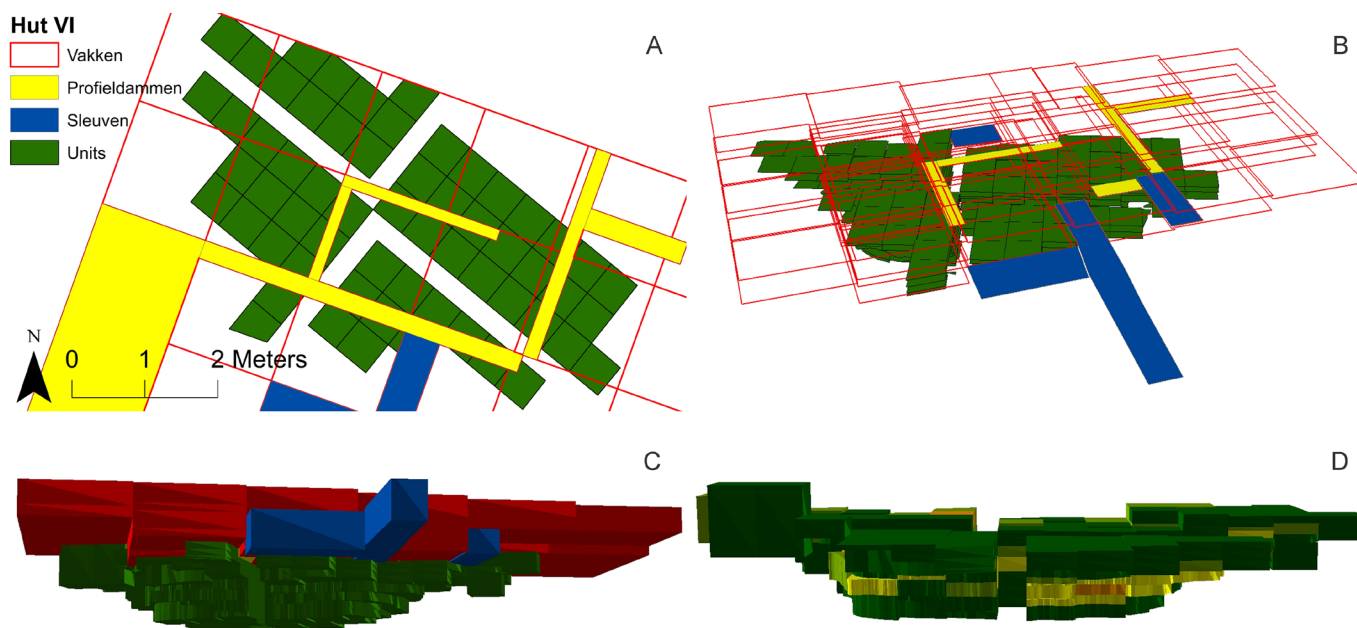 Hut VI
Vakken
Profieldammen
Sleuven
Units
A
B
N
0 1 2 Meters
C
D